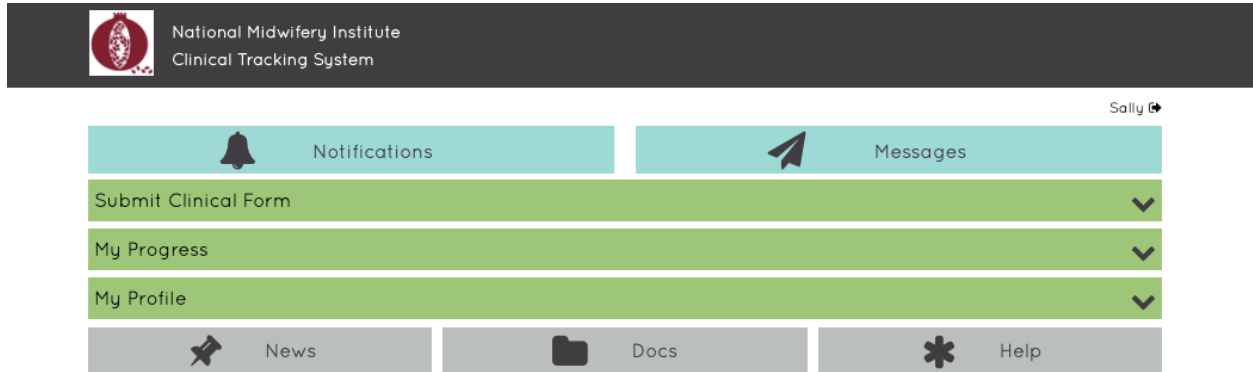 National Midwifery Institute
Clinical Tracking System
Sally
Notifications
Messages
Submit Clinical Form
My Progress
My Profile
News
Docs
Help